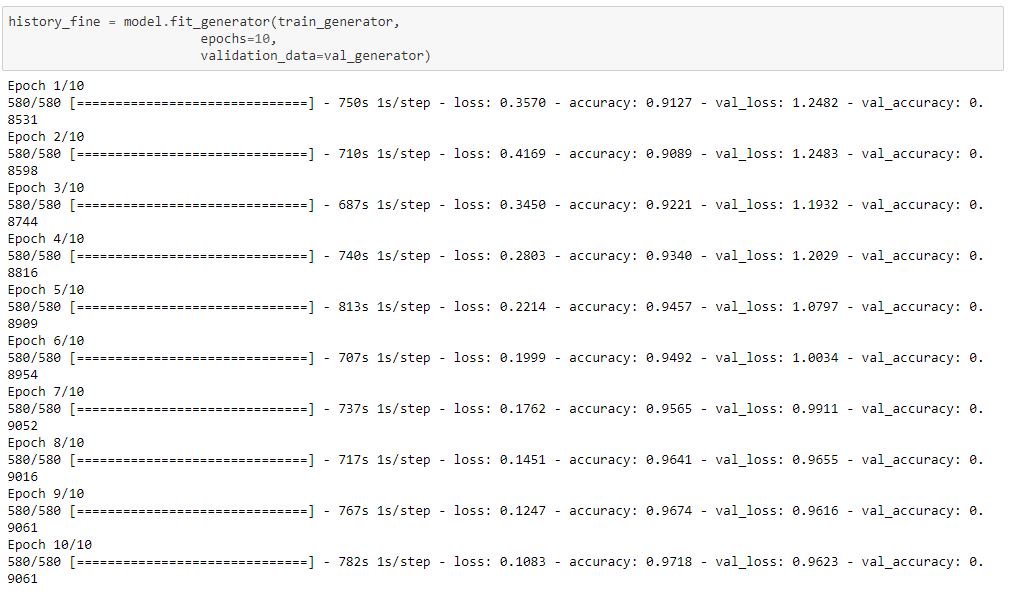 history_fine = model.fit_generator(train_generator,
                         epochs=10,
                         validation_data=val_generator)
Epoch 1/10
580/580 [==============================] - 750s 1s/step - loss: 0.3570 - accuracy: 0.9127 - val_loss: 1.2482 - val_accuracy: 0.
8531
Epoch 2/10
580/580 [==============================] - 710s 1s/step - loss: 0.4169 - accuracy: 0.9089 - val_loss: 1.2483 - val_accuracy: 0.
8598
Epoch 3/10
580/580 [==============================] - 687s 1s/step - loss: 0.3450 - accuracy: 0.9221 - val_loss: 1.1932 - val_accuracy: 0.
8744
Epoch 4/10
580/580 [==============================] - 740s 1s/step - loss: 0.2803 - accuracy: 0.9340 - val_loss: 1.2029 - val_accuracy: 0.
8816
Epoch 5/10
580/580 [==============================] - 813s 1s/step - loss: 0.2214 - accuracy: 0.9457 - val_loss: 1.0797 - val_accuracy: 0.
8909
Epoch 6/10
580/580 [==============================] - 707s 1s/step - loss: 0.1999 - accuracy: 0.9492 - val_loss: 1.0034 - val_accuracy: 0.
8954
Epoch 7/10
580/580 [==============================] - 737s 1s/step - loss: 0.1762 - accuracy: 0.9565 - val_loss: 0.9911 - val_accuracy: 0.
9052
Epoch 8/10
580/580 [==============================] - 717s 1s/step - loss: 0.1451 - accuracy: 0.9641 - val_loss: 0.9655 - val_accuracy: 0.
9016
Epoch 9/10
580/580 [==============================] - 767s 1s/step - loss: 0.1247 - accuracy: 0.9674 - val_loss: 0.9616 - val_accuracy: 0.
9061
Epoch 10/10
580/580 [==============================] - 782s 1s/step - loss: 0.1083 - accuracy: 0.9718 - val_loss: 0.9623 - val_accuracy: 0.
9061